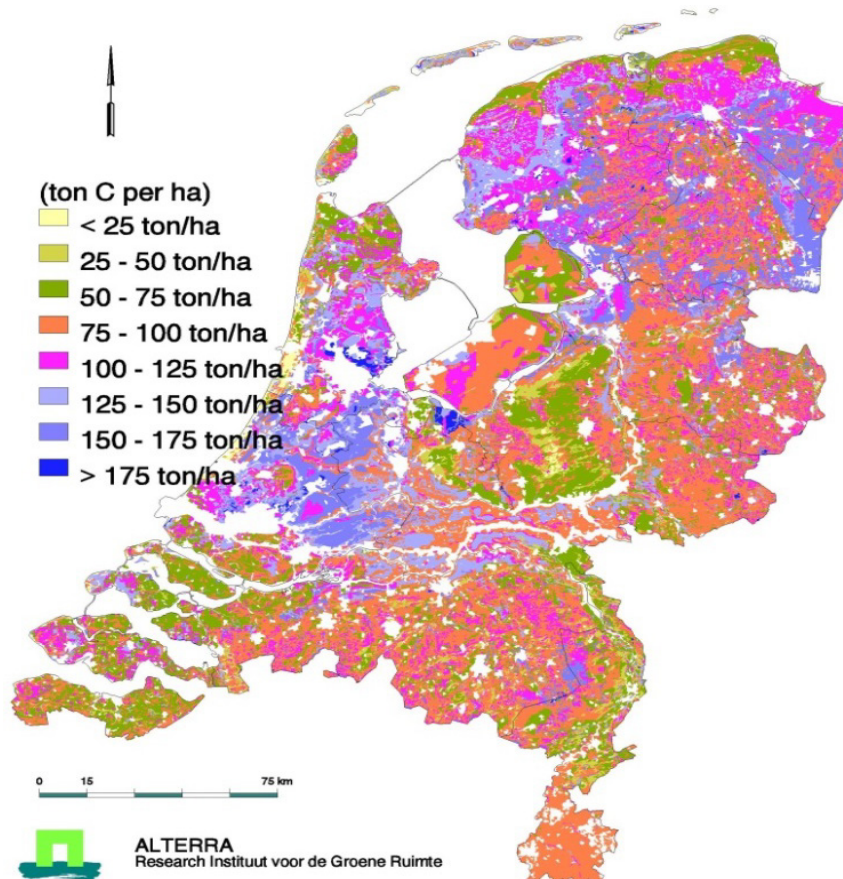 (ton C per ha)
< 25 ton/ha
25 - 50 ton/ha
50 - 75 ton/ha
75 - 100 ton/ha
100 - 125 ton/ha
125 - 150 ton/ha
150 - 175 ton/ha
> 175 ton/ha
0 15 75 km
ALTERRA
Research Instituut voor de Groene Ruimte